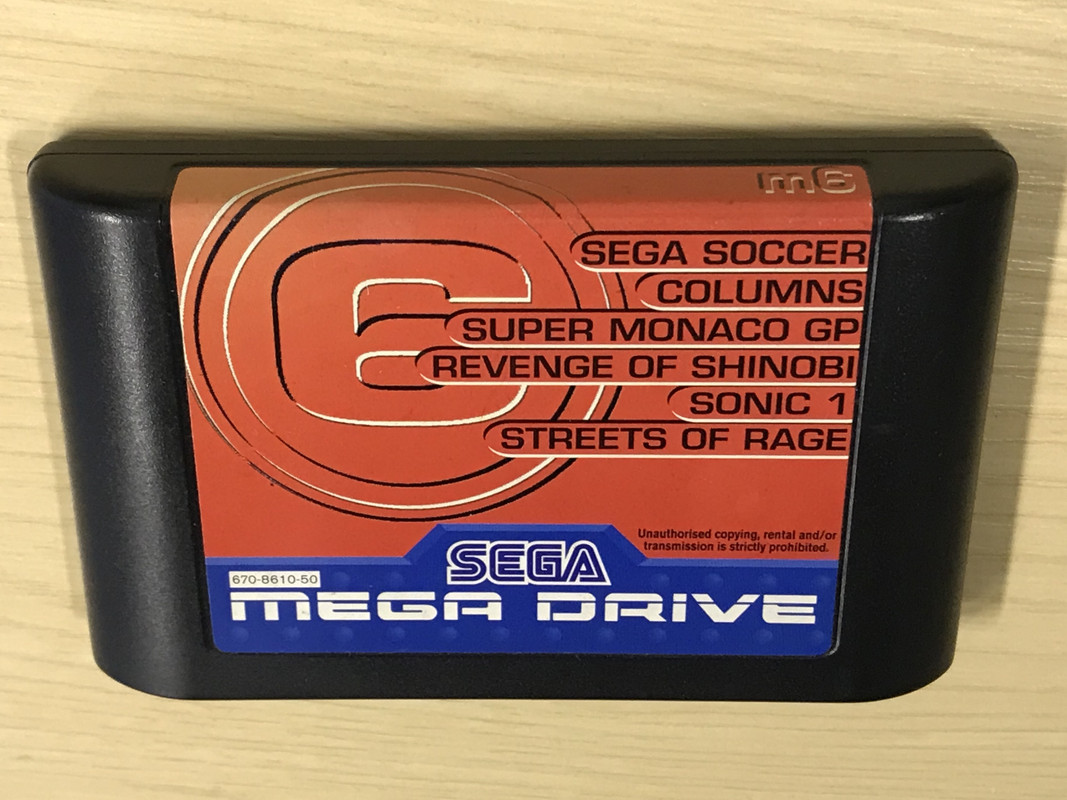 m6
6
SEGA SOCCER
COLUMNS
SUPER MONACO GP
REVENGE OF SHINOBI
SONIC 1
STREETS OF RAGE
Unauthorised copying, rental and/or
transmission is strictly prohibited.
SEGA
670-8610-50
MEGA DRIVE